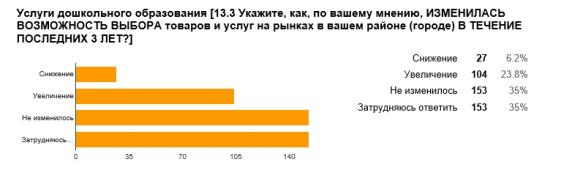 Услуги дошкольного образования [13.3 Укажите, как, по вашему мнению, ИЗМЕНИЛАСЬ
ВОЗМОЖНОСТЬ ВЫБОРА товаров и услуг на рынках в вашем районе (городе) В ТЕЧЕНИЕ
ПОСЛЕДНИХ 3 ЛЕТ?]
Снижение
Увеличение
Не изменилось
Затрудняюсь...
0 35 70 105 140
Снижение 27 6.2%
Увеличение 104 23.8%
Не изменилось 153 35%
Затрудняюсь ответить 153 35%